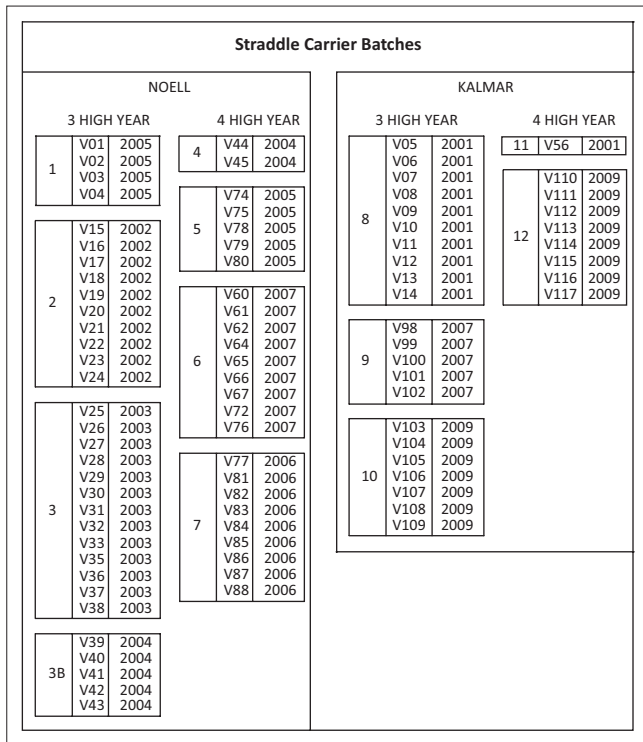 Straddle Carrier Batches
NOELL
3 HIGH YEAR
1
V01 2005
V02 2005
V03 2005
V04 2005
2
V15 2002
V16 2002
V17 2002
V18 2002
V19 2002
V20 2002
V21 2002
V22 2002
V23 2002
V24 2002
3
V25 2003
V26 2003
V27 2003
V28 2003
V29 2003
V30 2003
V31 2003
V32 2003
V33 2003
V35 2003
V36 2003
V37 2003
V38 2003
3B
V39 2004
V40 2004
V41 2004
V42 2004
V43 2004
4 HIGH YEAR
4
V44 2004
V45 2004
5
V74 2005
V75 2005
V78 2005
V79 2005
V80 2005
6
V60 2007
V61 2007
V62 2007
V64 2007
V65 2007
V66 2007
V67 2007
V72 2007
V76 2007
7
V77 2006
V81 2006
V82 2006
V83 2006
V84 2006
V85 2006
V86 2006
V87 2006
V88 2006
KALMAR
3 HIGH YEAR
8
V05 2001
V06 2001
V07 2001
V08 2001
V09 2001
V10 2001
V11 2001
V12 2001
V13 2001
V14 2001
9
V98 2007
V99 2007
V100 2007
V101 2007
V102 2007
10
V103 2009
V104 2009
V105 2009
V106 2009
V107 2009
V108 2009
V109 2009
4 HIGH YEAR
11 V56 2001
12
V110 2009
V111 2009
V112 2009
V113 2009
V114 2009
V115 2009
V116 2009
V117 2009